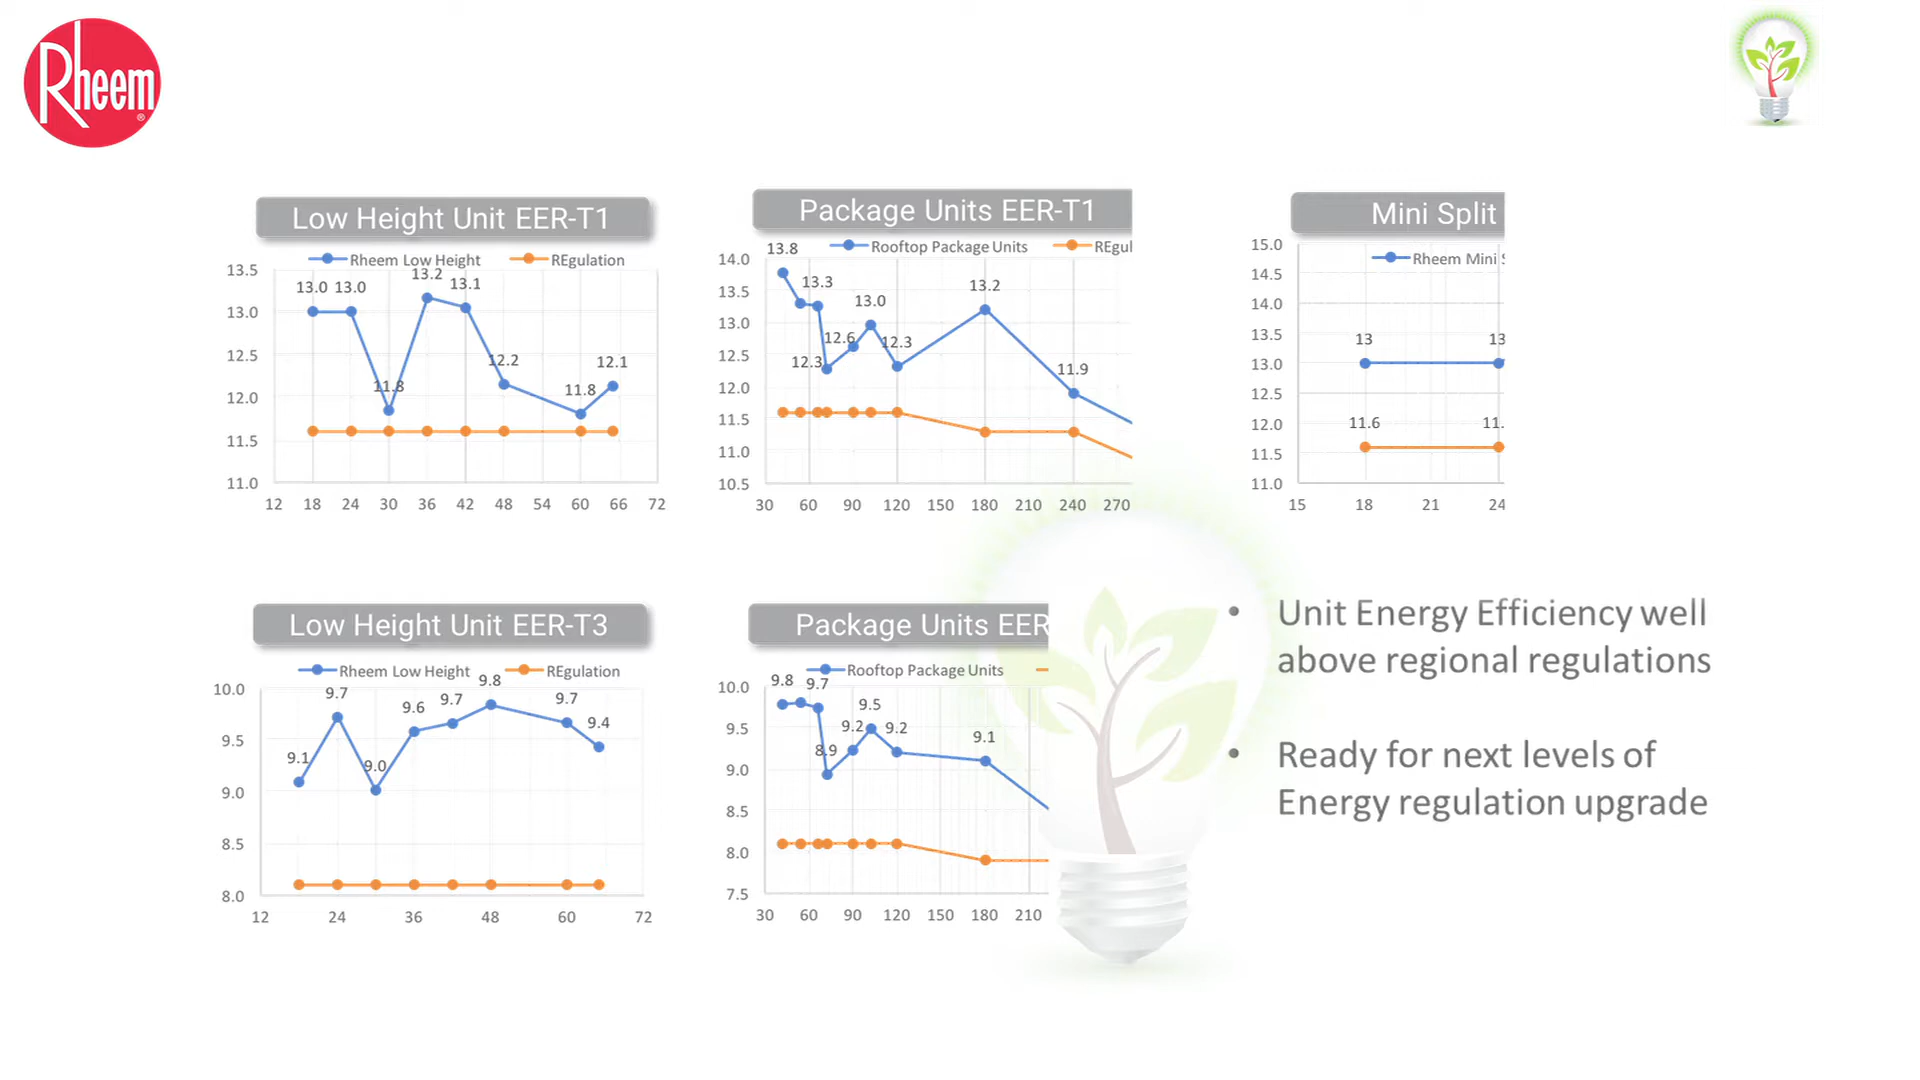 Rheem
®
Low Height Unit EER-T1
Rheem Low Height REgulation
13.5
13.0
12.5
12.0
11.5
11.0
13.0 13.0 11.8 13.2 13.1 12.2 11.8 12.1
12 18 24 30 36 42 48 54 60 66 72
Package Units EER-T1
Rooftop Package Units REgul
14.0
13.5
13.0
12.5
12.0
11.5
11.0
10.5
13.8 13.3 12.3 12.6 13.0 12.3 13.2 11.9
30 60 90 120 150 180 210 240 270
Mini Split
Rheem Mini
15.0
14.5
14.0
13.5
13.0
12.5
12.0
11.5
11.0
13 13
11.6 11.
15 18 21 24
Low Height Unit EER-T3
Rheem Low Height REgulation
10.0
9.5
9.0
8.5
8.0
9.1 9.7 9.0 9.6 9.7 9.8 9.7 9.4
12 24 36 48 60 72
Package Units EER
Rooftop Package Units
10.0
9.5
9.0
8.5
8.0
7.5
9.8 9.7 8.9 9.2 9.5 9.2 9.1
30 60 90 120 150 180 210
• Unit Energy Efficiency well
above regional regulations
• Ready for next levels of
Energy regulation upgrade